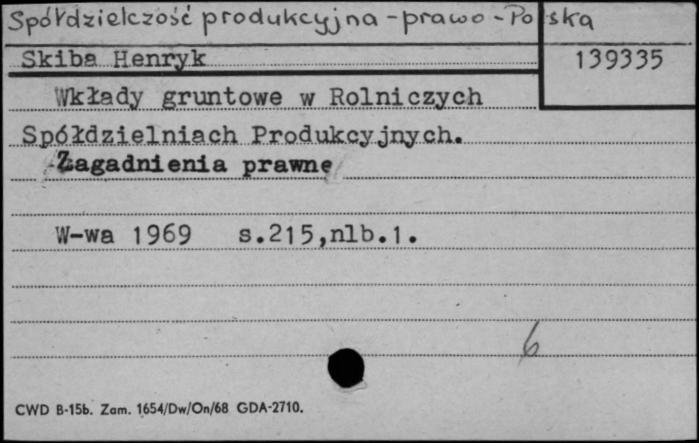 Spółdzielczość produkcyjna - prawo - Polska
Skiba Henryk
139335
Wkłady gruntowe w Rolniczych
Spółdzielniach Produkcyjnych.
Zagadnienia prawne
W-wa 1969 s.215,nlb.1.
6
CWD B-15b. Zam. 1654/Dw/On/68 GDA-2710.